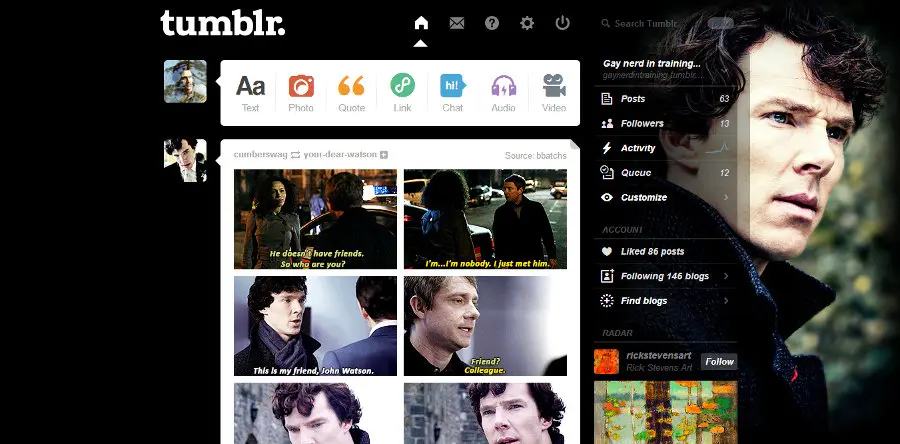 tumblr.
Search Tumblr
Aa
hi!
Text
Photo
Quote
Link
Chat
Audio
Video
cumberswag your-dear-watson
Source: bbatchs
He doesn't have friends.
So who are you?
I'm...I'm nobody. I just met him.
This is my friend, John Watson.
Friend?
Colleague.
Gay nerd in training...
gaynerdintraining.tumblr....
Posts 63
Followers 13
Activity
Queue 12
Customize
ACCOUNT
Liked 86 posts
Following 146 blogs
Find blogs
RADAR
rickstevensart
Rick Stevens Art
Follow